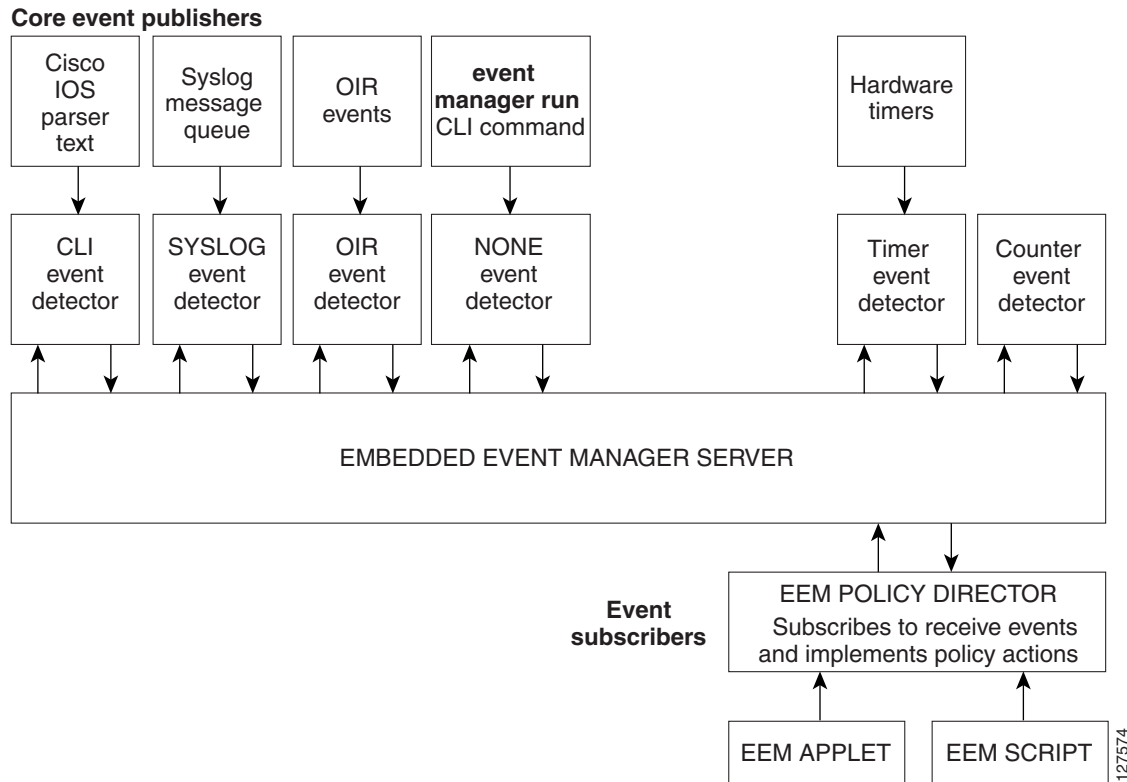 Core event publishers
Cisco
IOS
parser
text
Syslog
message
queue
OIR
events
event
manager run
CLI command
Hardware
timers
CLI
event
detector
SYSLOG
event
detector
OIR
event
detector
NONE
event
detector
Timer
event
detector
Counter
event
detector
EMBEDDED EVENT MANAGER SERVER
Event
subscribers
EEM POLICY DIRECTOR
Subscribes to receive events
and implements policy actions
EEM APPLET
EEM SCRIPT
127574